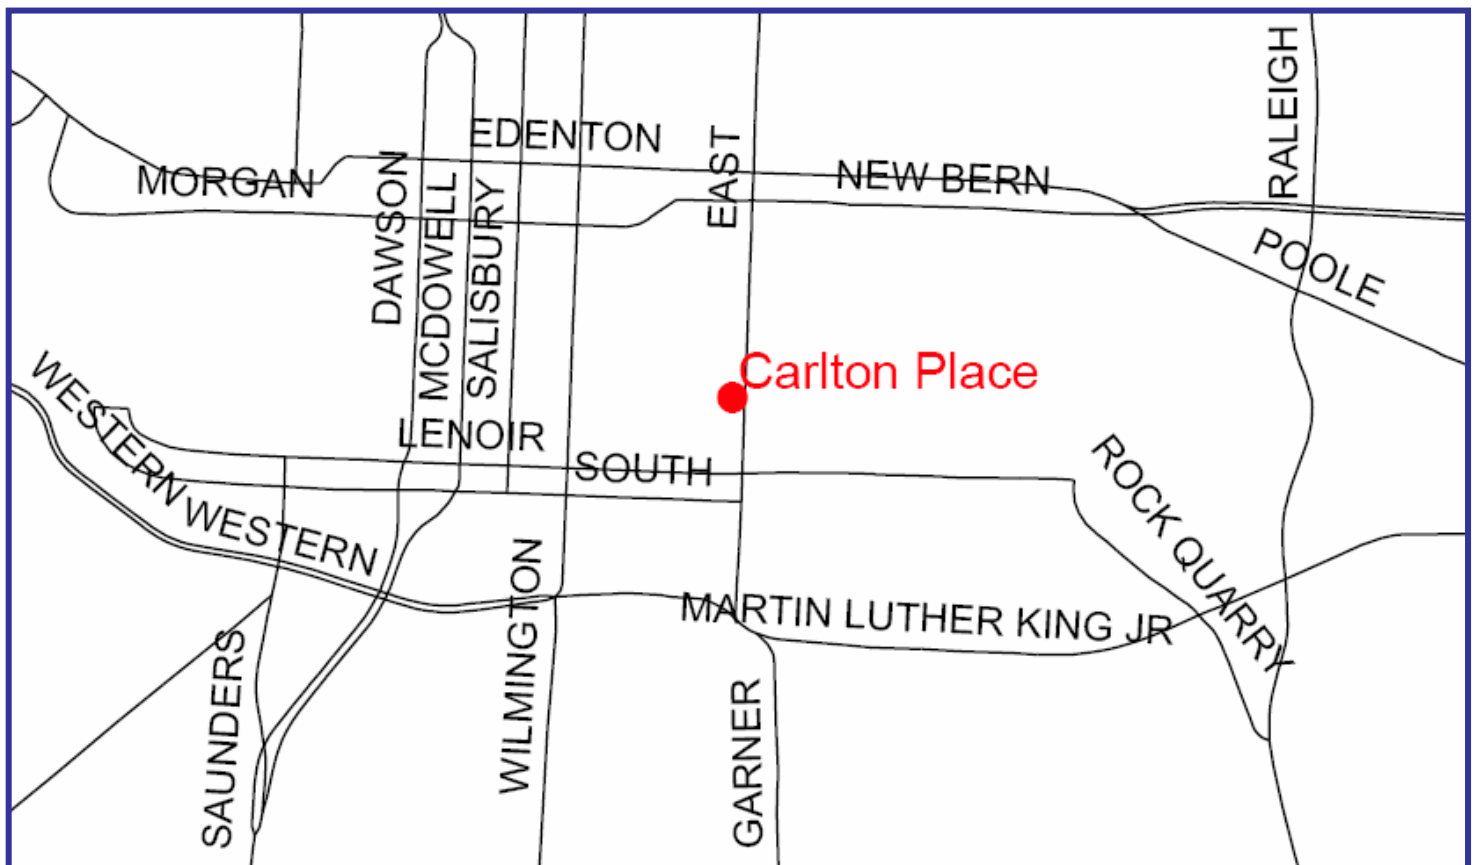 RALEIGH
EDENTON
EAST
NEW BERN
MORGAN
DAWSON
MCDOWELL
SALISBURY
POOLE
Carlton Place
WESTERN
LENOIR
SOUTH
ROCK QUARRY
WESTERN
WILMINGTON
MARTIN LUTHER KING JR
SAUNDERS
GARNER